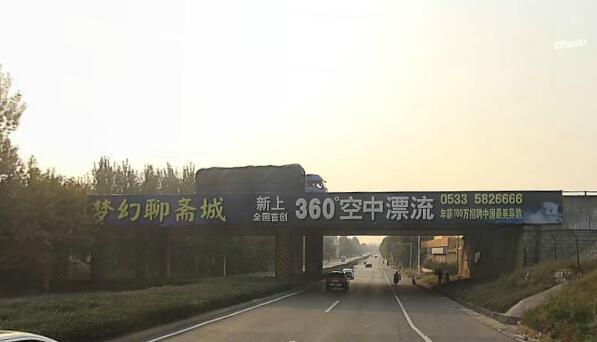 ©Baidu
梦幻聊斋城
新上
全国首创
360°空中漂流
0533 5826666
年薪100万招聘中国最美导游